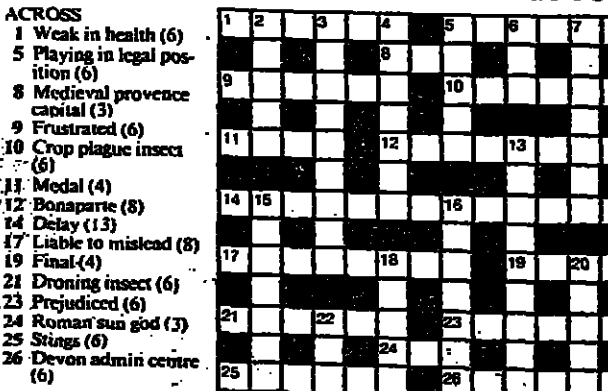 ACROSS
1 Weak in health (6)
5 Playing in legal pos-
ition (6)
8 Medieval provence
capital (3)
9 Frustrated (6)
10 Crop plague insect
(6)
11 Medal (4)
12 Bonaparte (8)
14 Delay (13)
17 Liable to mislead (8)
19 Final (4)
21 Droning insect (6)
23 Prejudiced (6)
24 Roman sun god (3)
25 Stings (6)
26 Devon admin centre
(6)
1 2 3 4 5 6 7
8
9 10
11 12 13
14 15 16
17 18 19 20
21 22 23
24
25 26